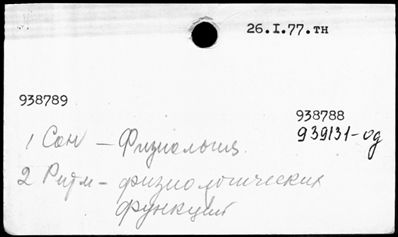 26.I.77.тн
938789
938788
939131-од
1 Сон — Физиология
2 Ритм — физиологических
функций